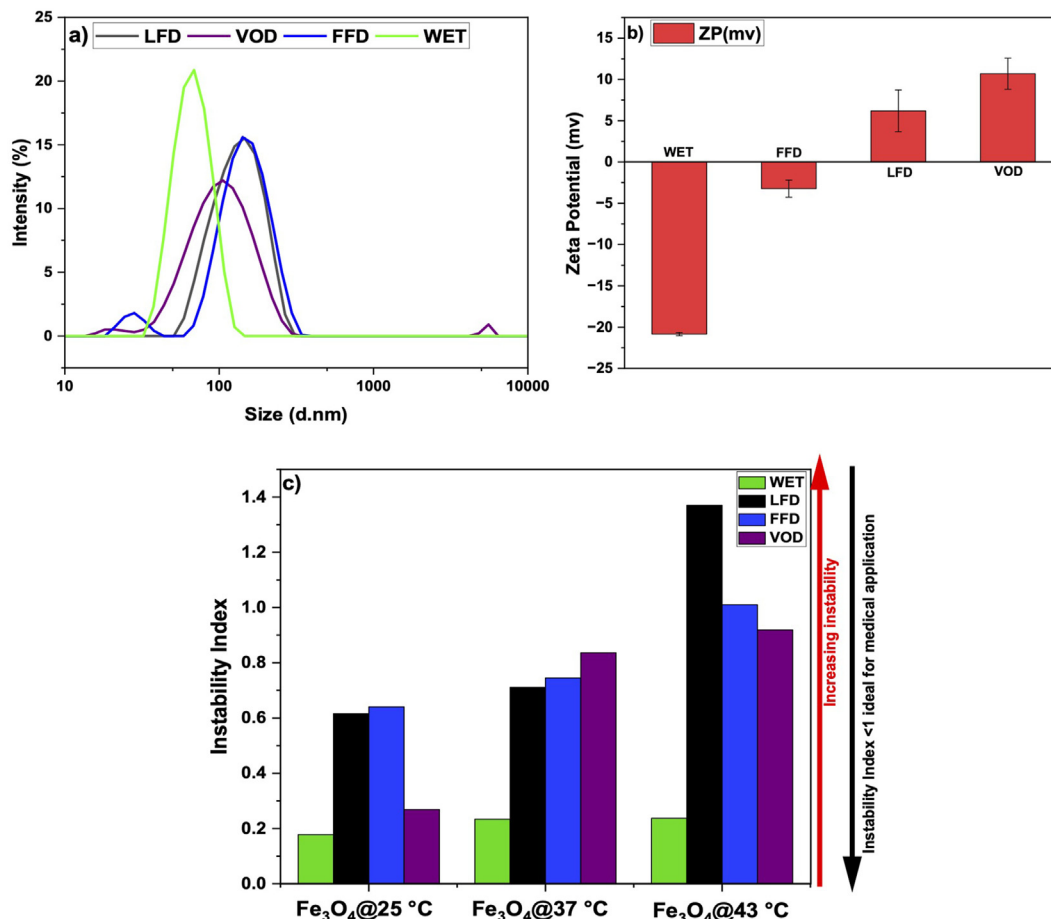 a)
LFD VOD FFD WET
Intensity (%)
25
20
15
10
5
0
10 100 1000 10000
Size (d.nm)
b)
ZP(mv)
Zeta Potential (mv)
15
10
5
0
−5
−10
−15
−20
−25
WET
FFD
LFD
VOD
c)
WET
LFD
FFD
VOD
Instability Index
1.4
1.2
1.0
0.8
0.6
0.4
0.2
0.0
Fe₃O₄@25 °C Fe₃O₄@37 °C Fe₃O₄@43 °C
Increasing instability
Instability Index <1 ideal for medical application